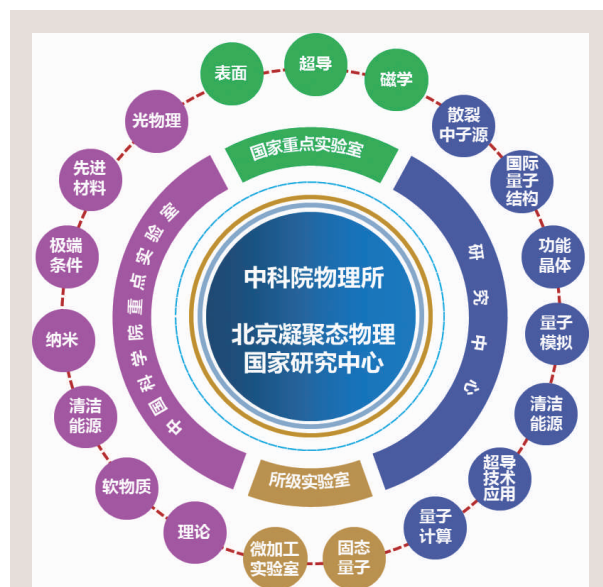 表面
超导
磁学
散裂
中子源
国际
量子
结构
功能
晶体
量子
模拟
清洁
能源
超导
技术
应用
量子
计算
固态
量子
微加工
实验室
理论
软物质
清洁
能源
纳米
极端
条件
先进
材料
光物理
国家重点实验室
研究中心
所级实验室
中国科学院重点实验室
中科院物理所
北京凝聚态物理
国家研究中心